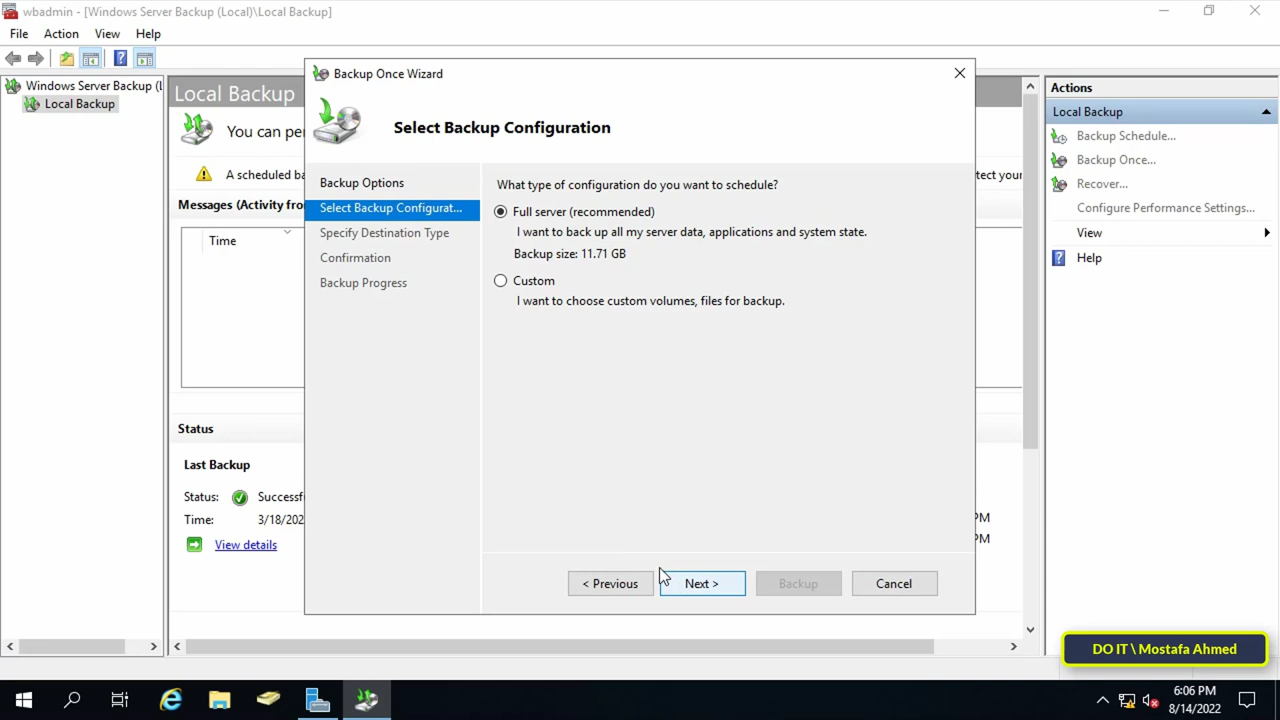 wbadmin - [Windows Server Backup (Local)\Local Backup]
File Action View Help
Windows Server Backup (L
Local Backup
Local Backup
You can per
A scheduled ba
tect your
Messages (Activity fro
Time
Status
Last Backup
Status: Successf
Time: 3/18/202
View details
PM
PM
Backup Once Wizard
Select Backup Configuration
Backup Options
Select Backup Configurat...
Specify Destination Type
Confirmation
Backup Progress
What type of configuration do you want to schedule?
Full server (recommended)
I want to back up all my server data, applications and system state.
Backup size: 11.71 GB
Custom
I want to choose custom volumes, files for backup.
< Previous
Next >
Backup
Cancel
Actions
Local Backup
Backup Schedule...
Backup Once...
Recover...
Configure Performance Settings...
View
Help
DO IT \ Mostafa Ahmed
6:06 PM
8/14/2022